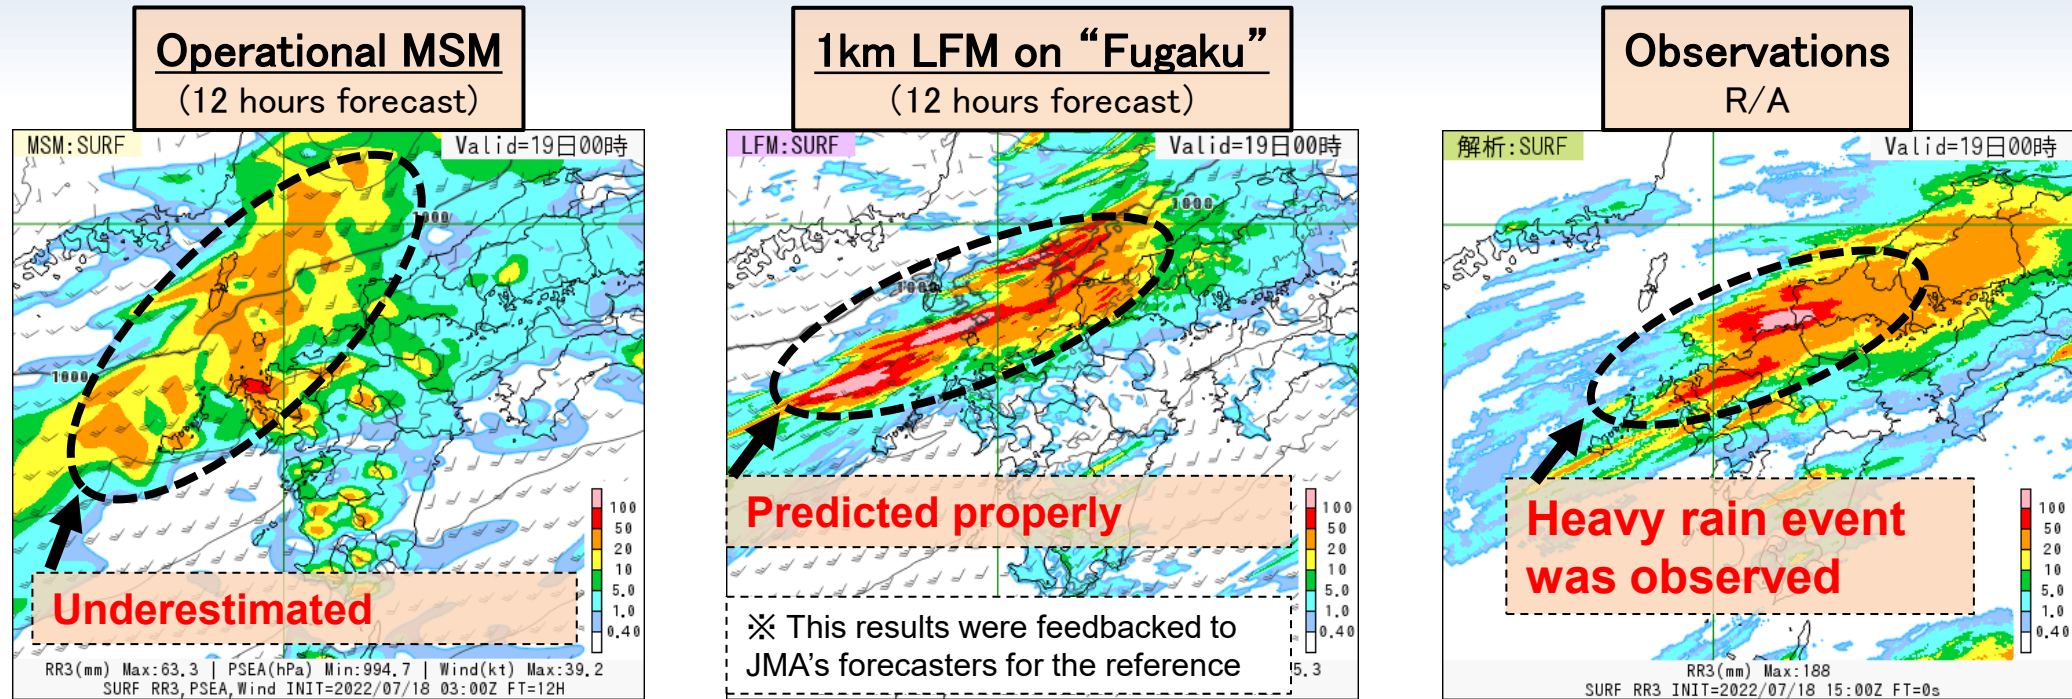 Operational MSM
(12 hours forecast)
MSM:SURF
Valid=19日00時
1000
1000
100
50
20
10
5.0
1.0
0.40
Underestimated
RR3(mm) Max:63.3 | PSEA(hPa) Min:994.7 | Wind(kt) Max:39.2
SURF RR3,PSEA,Wind INIT=2022/07/18 03:00Z FT=12H
1km LFM on “Fugaku”
(12 hours forecast)
LFM:SURF
Valid=19日00時
1000
1000
100
50
20
10
5.0
1.0
0.40
Predicted properly
※ This results were feedbacked to
JMA’s forecasters for the reference
5.3
Observations
R/A
解析:SURF
Valid=19日00時
100
50
20
10
5.0
1.0
0.40
Heavy rain event
was observed
RR3(mm) Max:188
SURF RR3 INIT=2022/07/18 15:00Z FT=0s